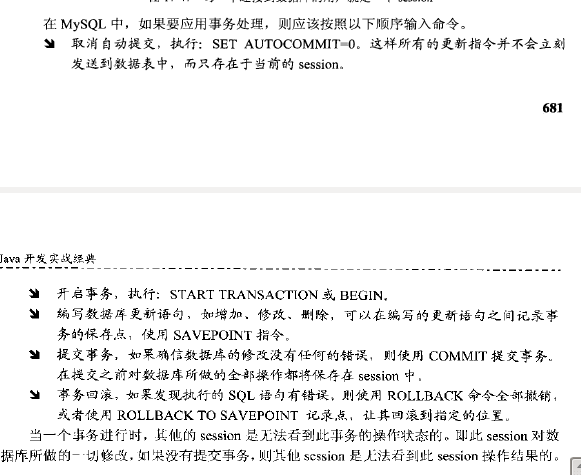 在 MySQL 中，如果要应用事务处理，则应该按照以下顺序输入命令。
取消自动提交，执行：SET AUTOCOMMIT=0。这样所有的更新指令并不会立刻
发送到数据表中，而只存在于当前的 session。
681
Java 开发实战经典
开启事务，执行：START TRANSACTION 或 BEGIN。
编写数据库更新语句，如增加、修改、删除，可以在编写的更新语句之间记录事
务的保存点，使用 SAVEPOINT 指令。
提交事务，如果确信数据库的修改没有任何的错误，则使用 COMMIT 提交事务。
在提交之前对数据库所做的全部操作都将保存在 session 中。
事务回滚，如果发现执行的 SQL 语句有错误，则使用 ROLLBACK 命令全部撤销，
或者使用 ROLLBACK TO SAVEPOINT 记录点，让其回滚到指定的位置。
当一个事务进行时，其他的 session 是无法看到此事务的操作状态的。即此 session 对数
据库所做的一切修改，如果没有提交事务，则其他 session 是无法看到此 session 操作结果的。